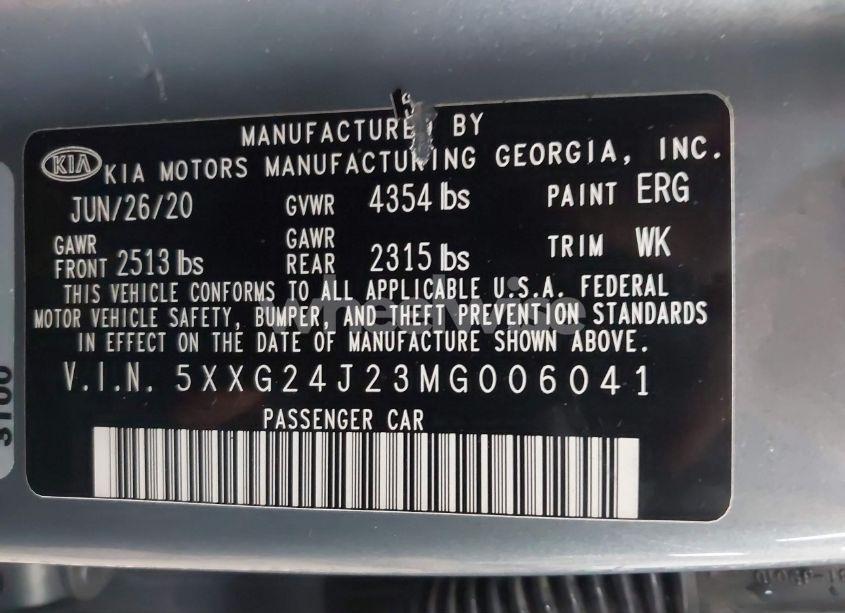 MANUFACTURED BY
KIA KIA MOTORS MANUFACTURING GEORGIA, INC.
JUN/26/20 GVWR 4354 lbs PAINT ERG
GAWR FRONT 2513 lbs GAWR REAR 2315 lbs TRIM WK
THIS VEHICLE CONFORMS TO ALL APPLICABLE U.S.A. FEDERAL
MOTOR VEHICLE SAFETY, BUMPER, AND THEFT PREVENTION STANDARDS
IN EFFECT ON THE DATE OF MANUFACTURE SHOWN ABOVE.
V.I.N. 5XXG24J23MG006041
PASSENGER CAR